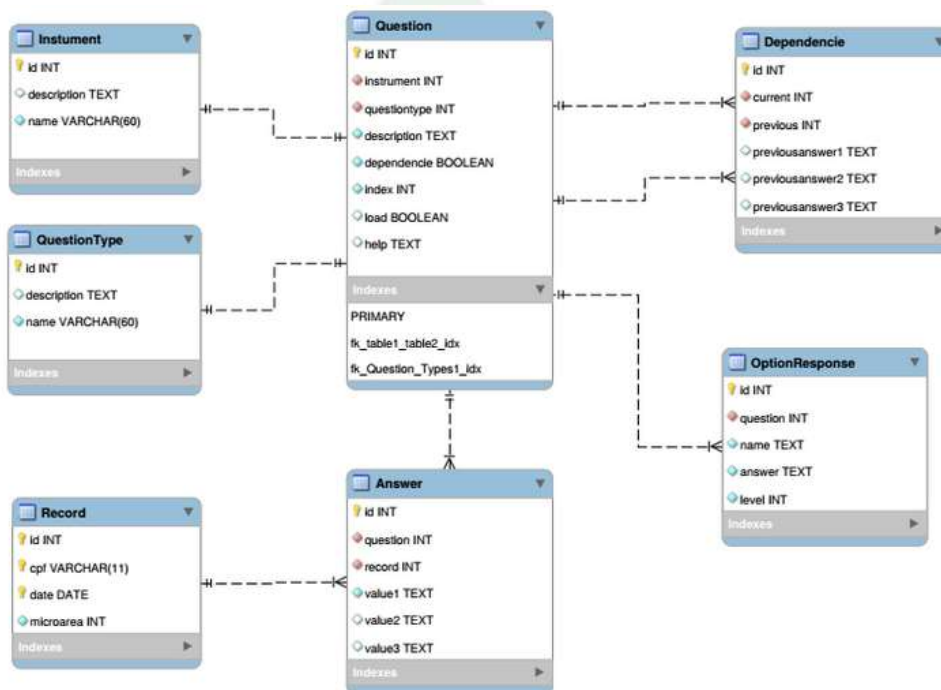 Instument
id INT
description TEXT
name VARCHAR(60)
Indexes
QuestionType
id INT
description TEXT
name VARCHAR(60)
Indexes
Record
id INT
cpf VARCHAR(11)
date DATE
microarea INT
Indexes
Question
id INT
instrument INT
questiontype INT
description TEXT
dependencie BOOLEAN
index INT
load BOOLEAN
help TEXT
Indexes
PRIMARY
fk_table1_table2_idx
fk_Question_Types1_idx
Answer
id INT
question INT
record INT
value1 TEXT
value2 TEXT
value3 TEXT
Indexes
Dependencie
id INT
current INT
previous INT
previousanswer1 TEXT
previousanswer2 TEXT
previousanswer3 TEXT
Indexes
OptionResponse
id INT
question INT
name TEXT
answer TEXT
level INT
Indexes